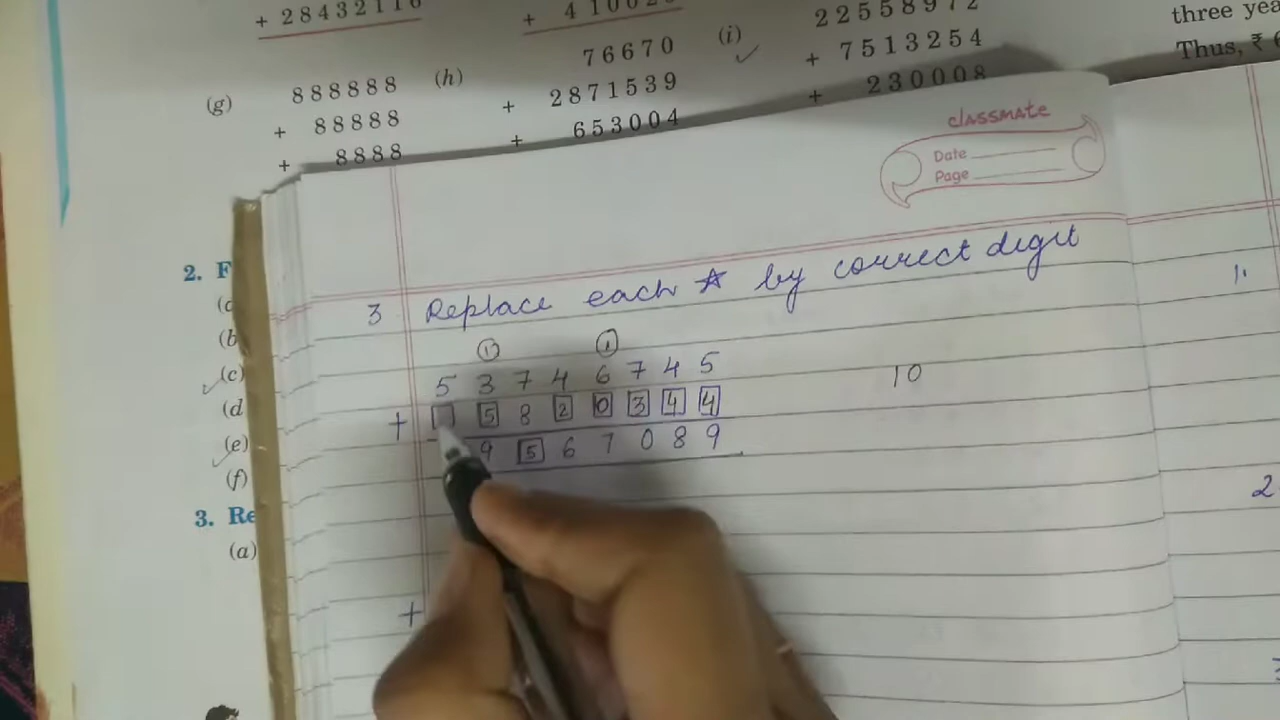 + 28432116
+ 410026
22558972
three yea
(i)
76670
+ 7513254
Thus, ₹ 6
(g)
888888
(h)
+ 2871539
+ 230008
+ 88888
+ 653004
+ 8888
classmate
Date
Page
2. F
3 Replace each ☆ by correct digit
(b
(c)
(d
(e)
(f)
3. Re
(a)
1 1
5 3 7 4 6 7 4 5
10
+ 5 8 2 0 3 4 4
9 5 6 7 0 8 9
+
1.
2